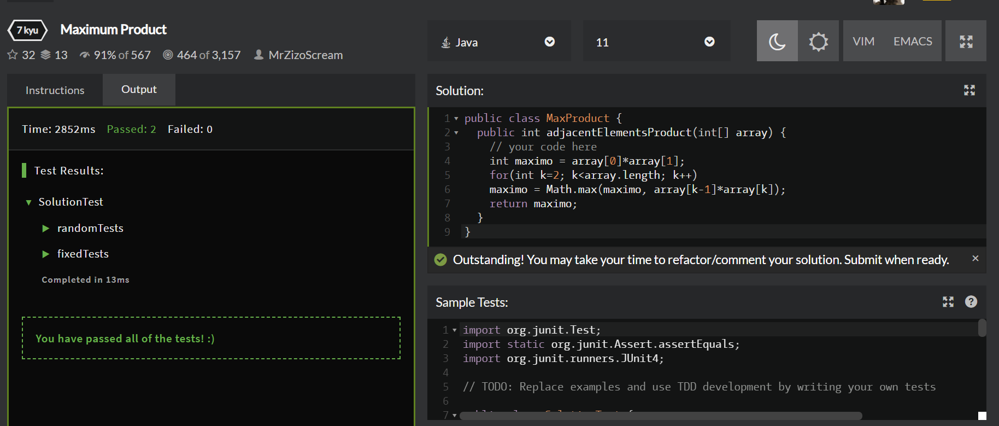 7 kyu Maximum Product
32 13 91% of 567 464 of 3,157 MrZizoScream
Java 11 VIM EMACS
Instructions Output
Time: 2852ms Passed: 2 Failed: 0
Test Results:
SolutionTest
randomTests
fixedTests
Completed in 13ms
You have passed all of the tests! :)
Solution:
1 public class MaxProduct {
2 public int adjacentElementsProduct(int[] array) {
3 // your code here
4 int maximo = array[0]*array[1];
5 for(int k=2; k<array.length; k++)
6 maximo = Math.max(maximo, array[k-1]*array[k]);
7 return maximo;
8 }
9 }
Outstanding! You may take your time to refactor/comment your solution. Submit when ready. ×
Sample Tests:
1 import org.junit.Test;
2 import static org.junit.Assert.assertEquals;
3 import org.junit.runners.JUnit4;
4
5 // TODO: Replace examples and use TDD development by writing your own tests
6
7